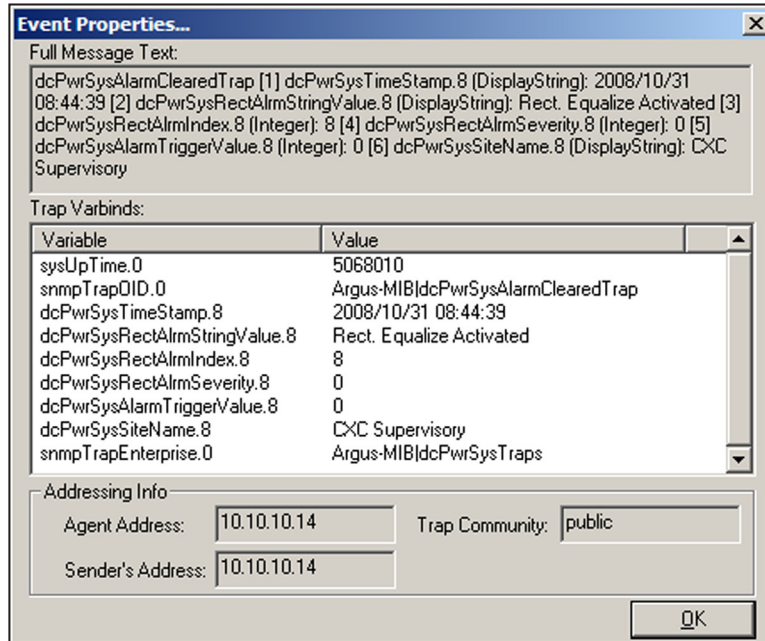 Event Properties...
Full Message Text:
dcPwrSysAlarmClearedTrap [1] dcPwrSysTimeStamp.8 (DisplayString): 2008/10/31
08:44:39 [2] dcPwrSysRectAlrmStringValue.8 (DisplayString): Rect. Equalize Activated [3]
dcPwrSysRectAlrmIndex.8 (Integer): 8 [4] dcPwrSysRectAlrmSeverity.8 (Integer): 0 [5]
dcPwrSysAlarmTriggerValue.8 (Integer): 0 [6] dcPwrSysSiteName.8 (DisplayString): CXC
Supervisory
Trap Varbinds:
Variable Value
sysUpTime.0 5068010
snmpTrapOID.0 Argus-MIB|dcPwrSysAlarmClearedTrap
dcPwrSysTimeStamp.8 2008/10/31 08:44:39
dcPwrSysRectAlrmStringValue.8 Rect. Equalize Activated
dcPwrSysRectAlrmIndex.8 8
dcPwrSysRectAlrmSeverity.8 0
dcPwrSysAlarmTriggerValue.8 0
dcPwrSysSiteName.8 CXC Supervisory
snmpTrapEnterprise.0 Argus-MIB|dcPwrSysTraps
Addressing Info
Agent Address: 10.10.10.14 Trap Community: public
Sender's Address: 10.10.10.14
OK